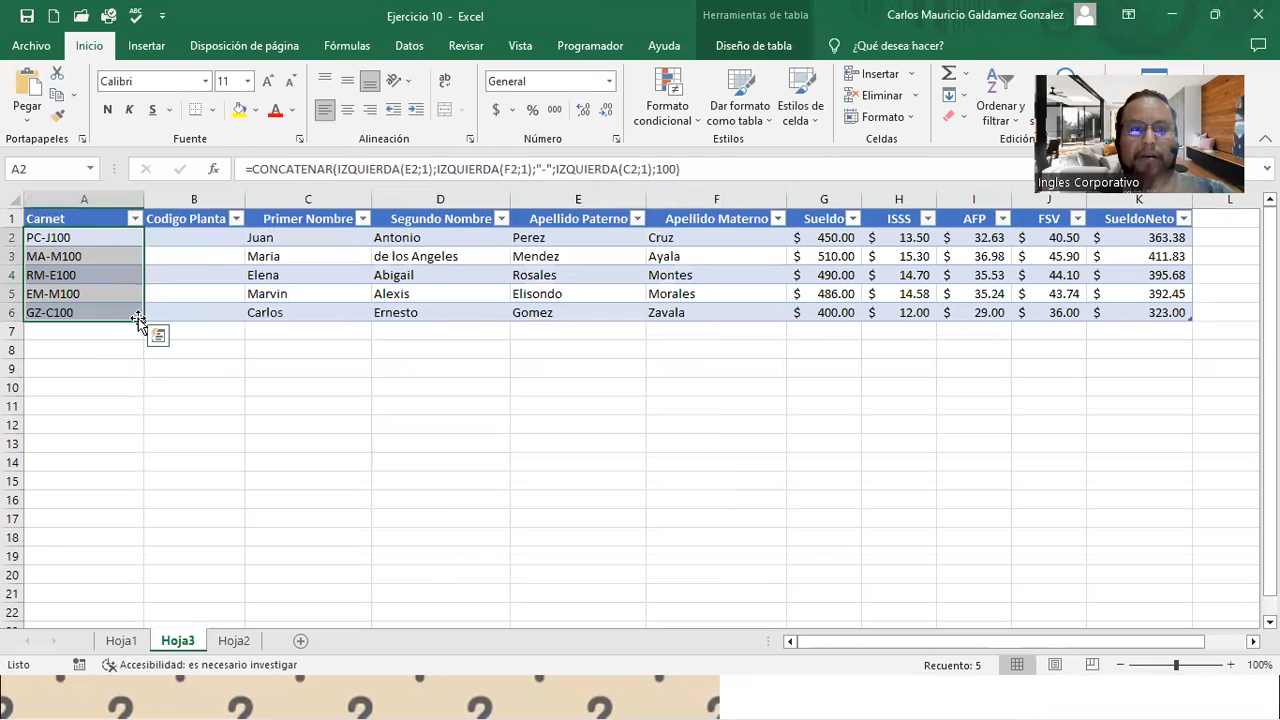 Ejercicio 10 - Excel
Herramientas de tabla
Carlos Mauricio Galdamez Gonzalez
Archivo Inicio Insertar Disposición de página Fórmulas Datos Revisar Vista Programador Ayuda Diseño de tabla ¿Qué desea hacer?
Pegar
Calibri 11
N K S
General
$ % 000
Formato condicional
Dar formato como tabla
Estilos de celda
Insertar
Eliminar
Formato
Ordenar y filtrar
Portapapeles Fuente Alineación Número Estilos Celdas Edición
Ingles Corporativo
A2 =CONCATENAR(IZQUIERDA(E2;1);IZQUIERDA(F2;1);"-";IZQUIERDA(C2;1);100)
A B C D E F G H I J K L
1 Carnet Codigo Planta Primer Nombre Segundo Nombre Apellido Paterno Apellido Materno Sueldo ISSS AFP FSV SueldoNeto
2 PC-J100 Juan Antonio Perez Cruz $ 450.00 $ 13.50 $ 32.63 $ 40.50 $ 363.38
3 MA-M100 Maria de los Angeles Mendez Ayala $ 510.00 $ 15.30 $ 36.98 $ 45.90 $ 411.83
4 RM-E100 Elena Abigail Rosales Montes $ 490.00 $ 14.70 $ 35.53 $ 44.10 $ 395.68
5 EM-M100 Marvin Alexis Elisondo Morales $ 486.00 $ 14.58 $ 35.24 $ 43.74 $ 392.45
6 GZ-C100 Carlos Ernesto Gomez Zavala $ 400.00 $ 12.00 $ 29.00 $ 36.00 $ 323.00
7
8
9
10
11
12
13
14
15
16
17
18
19
20
21
22
Hoja1 Hoja3 Hoja2
Listo Accesibilidad: es necesario investigar Recuento: 5 100%
? ? ? ? ? ?